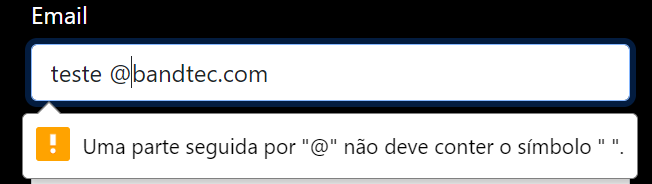 Email
teste @bandtec.com
Uma parte seguida por "@" não deve conter o símbolo " ".